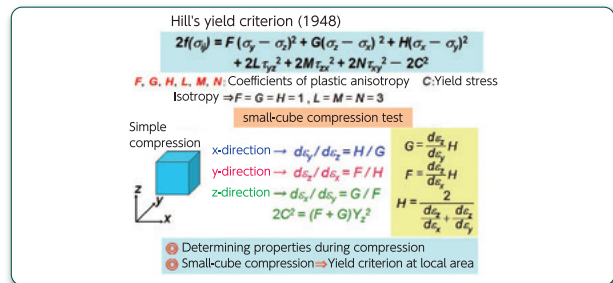 Hill's yield criterion (1948)
2f(σij) = F(σy − σz)² + G(σz − σx)² + H(σx − σy)²
+ 2Lτyz² + 2Mτzx² + 2Nτxy² − 2C²
F, G, H, L, M, N: Coefficients of plastic anisotropy C:Yield stress
Isotropy ⇒F = G = H = 1 , L = M = N = 3
small-cube compression test
Simple
compression
x-direction → dεy / dεz = H / G
y-direction → dεz / dεx = F / H
z-direction → dεx / dεy = G / F
2C² = (F + G)Yz²
z
y
x
G = dεz/dεy H
F = dεz/dεx H
H = 2 / (dεz/dεx + dεz/dεy)
◎ Determining properties during compression
◎ Small-cube compression⇒Yield criterion at local area